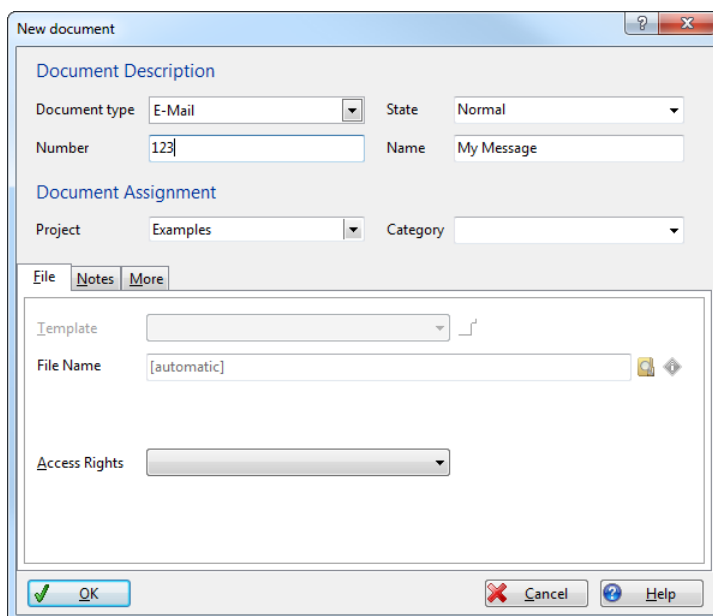 New document
Document Description
Document type E-Mail State Normal
Number 123 Name My Message
Document Assignment
Project Examples Category
File Notes More
Template
File Name [automatic]
Access Rights
OK Cancel Help